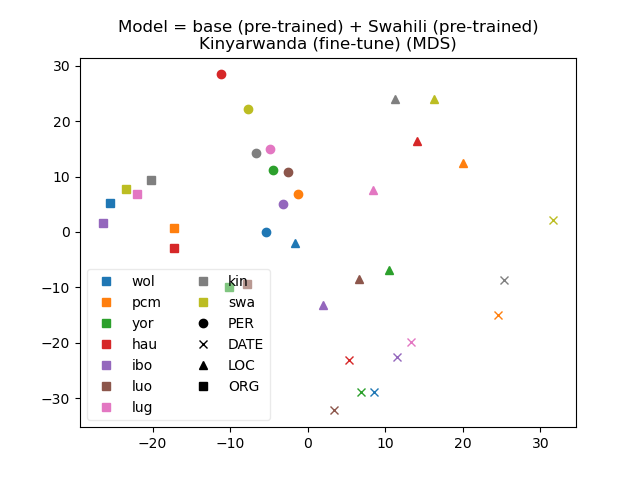 Model = base (pre-trained) + Swahili (pre-trained)
Kinyarwanda (fine-tune) (MDS)
30
20
10
0
−10
−20
−30
wol
pcm
yor
hau
ibo
luo
lug
kin
swa
PER
DATE
LOC
ORG
−20
−10
0
10
20
30